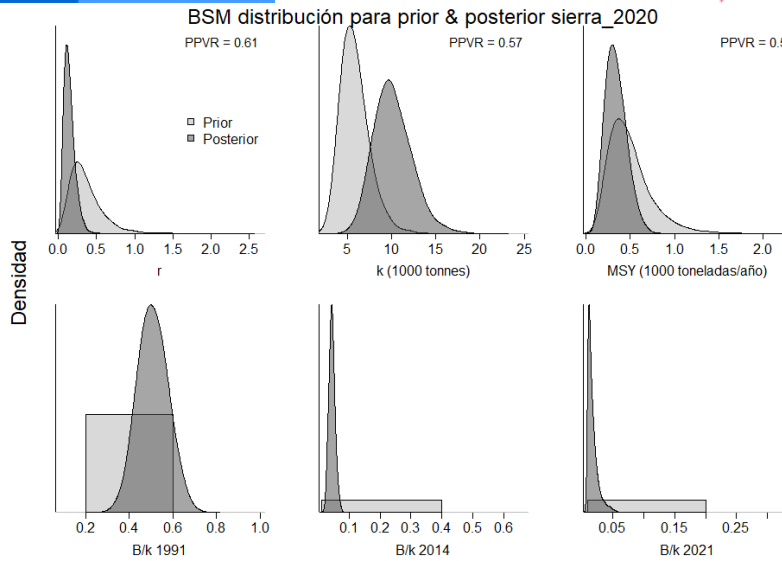 BSM distribución para prior & posterior sierra_2020
PPVR = 0.61
PPVR = 0.57
PPVR = 0.5
Prior
Posterior
0.0 0.5 1.0 1.5 2.0 2.5
r
5 10 15 20 25
k (1000 tonnes)
0.0 0.5 1.0 1.5 2.0
MSY (1000 toneladas/año)
Densidad
0.2 0.4 0.6 0.8 1.0
B/k 1991
0.1 0.2 0.3 0.4 0.5 0.6
B/k 2014
0.05 0.15 0.25
B/k 2021